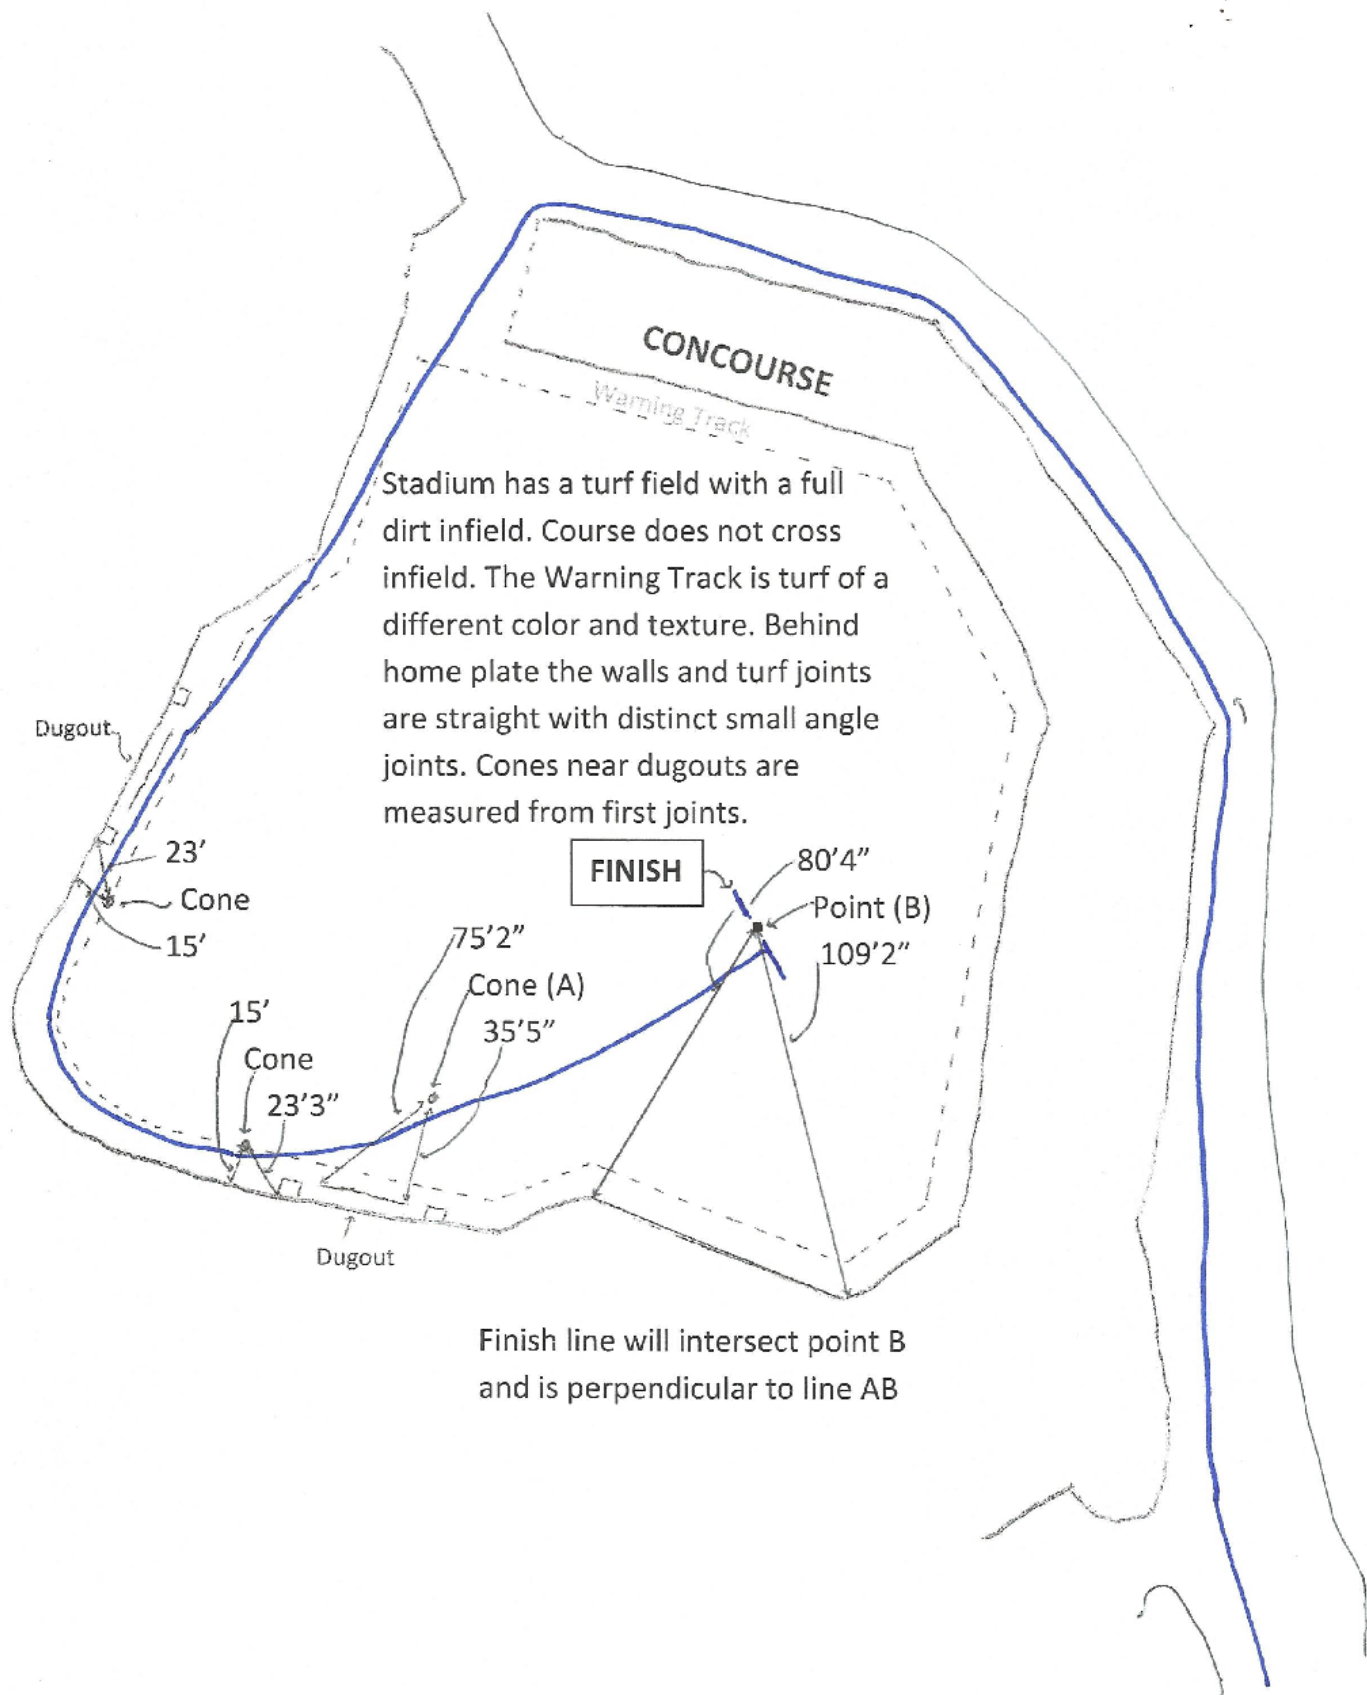 CONCOURSE
Warning Track
Stadium has a turf field with a full
dirt infield. Course does not cross
infield. The Warning Track is turf of a
different color and texture. Behind
home plate the walls and turf joints
are straight with distinct small angle
joints. Cones near dugouts are
measured from first joints.
Dugout
23'
Cone
15'
FINISH
80'4"
Point (B)
109'2"
75'2"
Cone (A)
35'5"
15'
Cone
23'3"
Dugout
Finish line will intersect point B
and is perpendicular to line AB